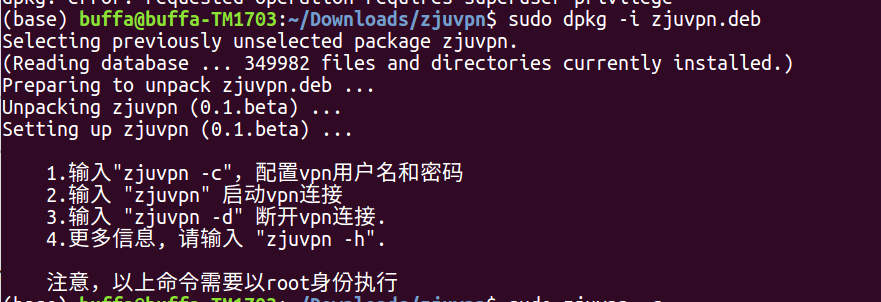 dpkg: error: requested operation requires superuser privilege
(base) buffa@buffa-TM1703:~/Downloads/zjuvpn$ sudo dpkg -i zjuvpn.deb
Selecting previously unselected package zjuvpn.
(Reading database ... 349982 files and directories currently installed.)
Preparing to unpack zjuvpn.deb ...
Unpacking zjuvpn (0.1.beta) ...
Setting up zjuvpn (0.1.beta) ...
1.输入"zjuvpn -c"，配置vpn用户名和密码
2.输入 "zjuvpn" 启动vpn连接
3.输入 "zjuvpn -d" 断开vpn连接.
4.更多信息, 请输入 "zjuvpn -h".
注意，以上命令需要以root身份执行
(base) buffa@buffa-TM1703:~/Downloads/zjuvpn$ sudo zjuvpn -c